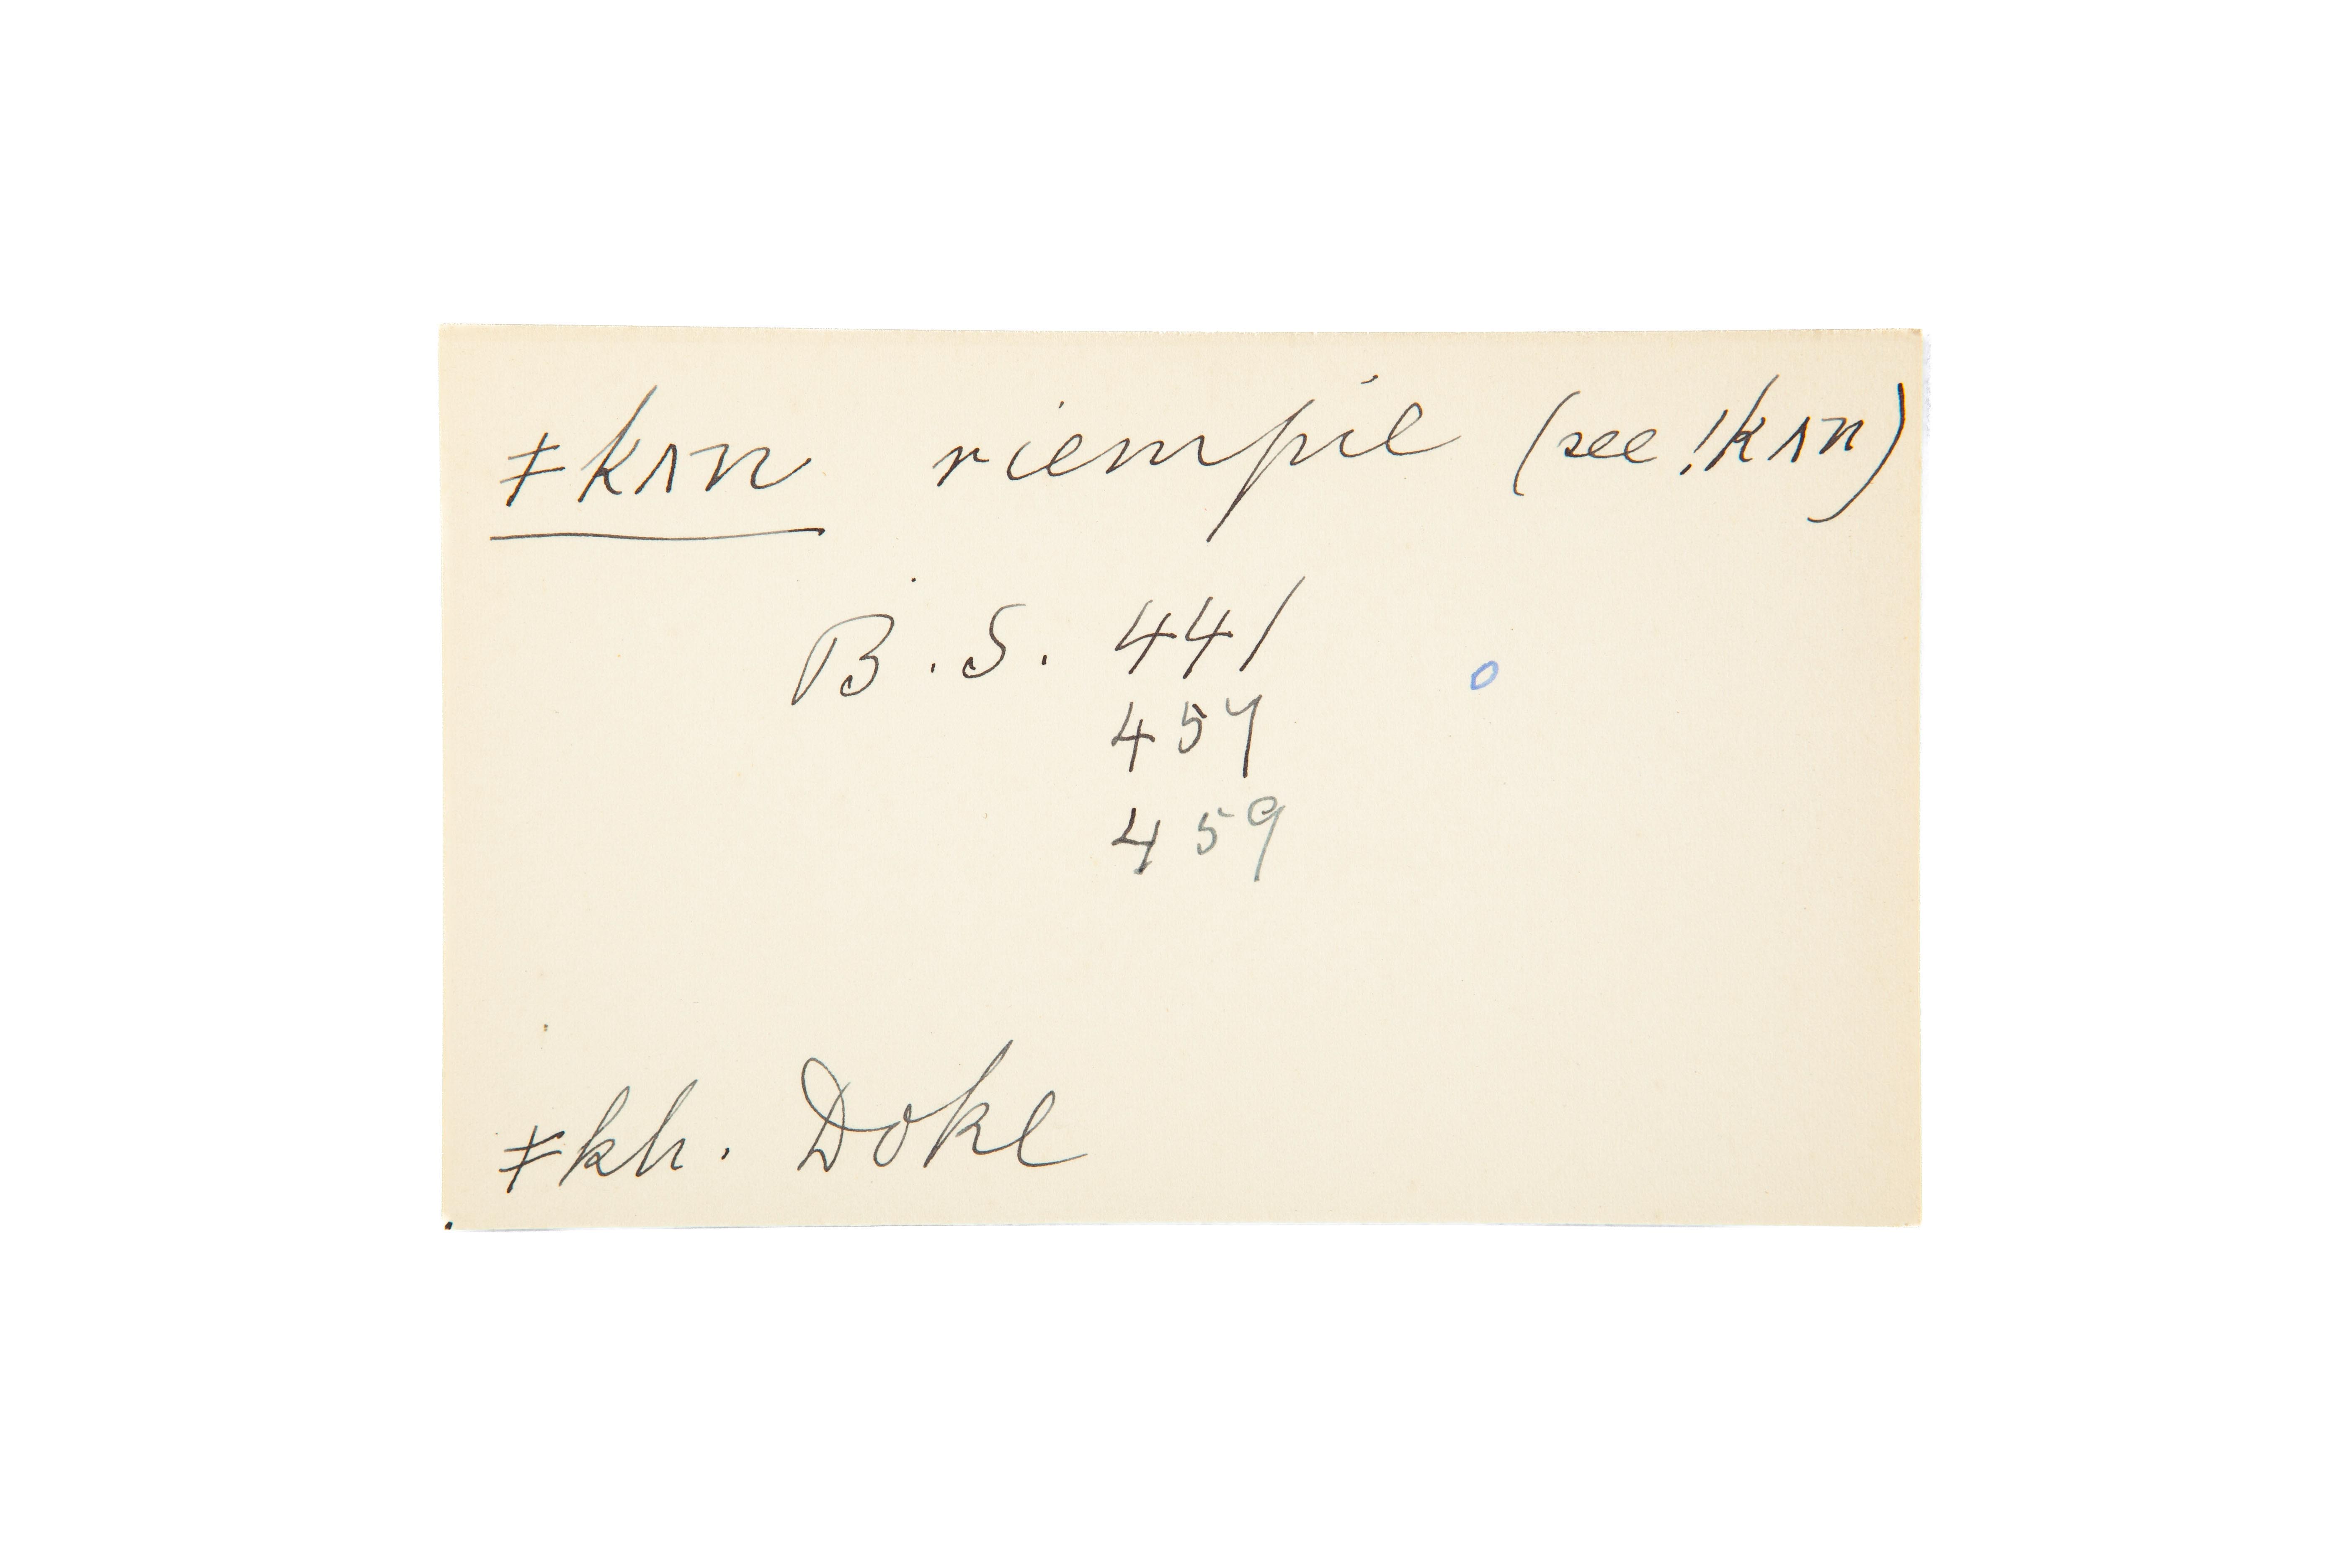 ǂkʌn riempie (see !kʌn)
B.S. 441
457
459
ǂkh. Doke